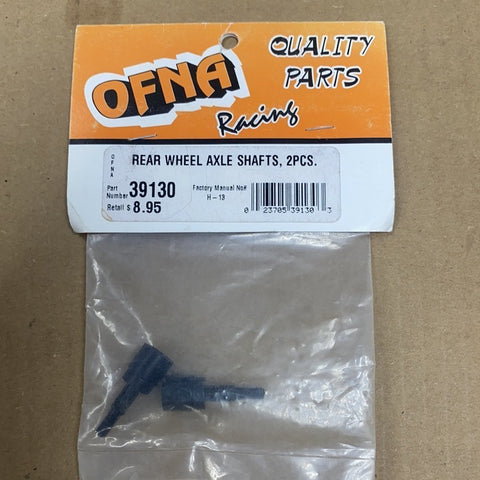 OFNA
Racing
QUALITY
PARTS
OFNA
REAR WHEEL AXLE SHAFTS, 2PCS.
Part Number 39130
Retail $ 8.95
Factory Manual No#
H-13
0 23705 39130 3